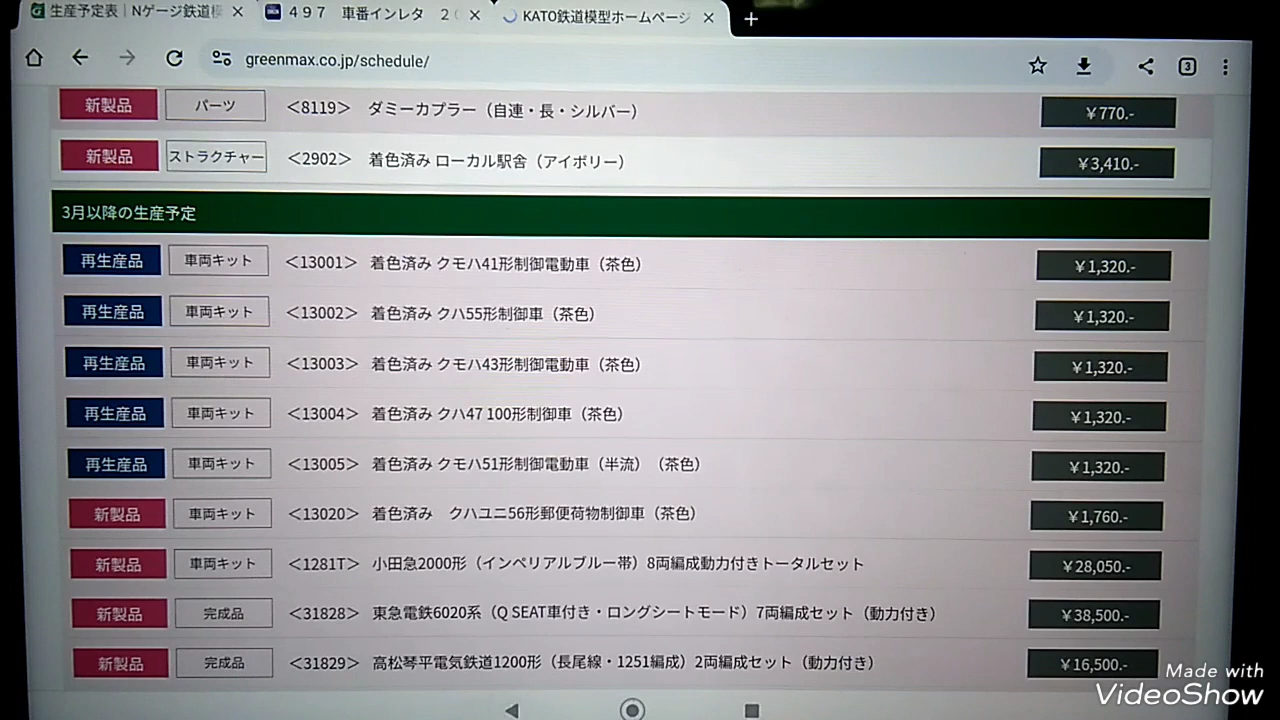 生産予定表 | Nゲージ鉄道模
497 車番インレタ 2
KATO鉄道模型ホームページ
greenmax.co.jp/schedule/
3
新製品 パーツ <8119> ダミーカプラー（自連・長・シルバー） ￥770.-
新製品 ストラクチャー <2902> 着色済み ローカル駅舎（アイボリー） ￥3,410.-
3月以降の生産予定
再生産品 車両キット <13001> 着色済み クモハ41形制御電動車（茶色） ￥1,320.-
再生産品 車両キット <13002> 着色済み クハ55形制御車（茶色） ￥1,320.-
再生産品 車両キット <13003> 着色済み クモハ43形制御電動車（茶色） ￥1,320.-
再生産品 車両キット <13004> 着色済み クハ47 100形制御車（茶色） ￥1,320.-
再生産品 車両キット <13005> 着色済み クモハ51形制御電動車（半流）（茶色） ￥1,320.-
新製品 車両キット <13020> 着色済み　クハユニ56形郵便荷物制御車（茶色） ￥1,760.-
新製品 車両キット <1281T> 小田急2000形（インペリアルブルー帯）8両編成動力付きトータルセット ￥28,050.-
新製品 完成品 <31828> 東急電鉄6020系（Q SEAT車付き・ロングシートモード）7両編成セット（動力付き） ￥38,500.-
新製品 完成品 <31829> 高松琴平電気鉄道1200形（長尾線・1251編成）2両編成セット（動力付き） ￥16,500.-
Made with
VideoShow